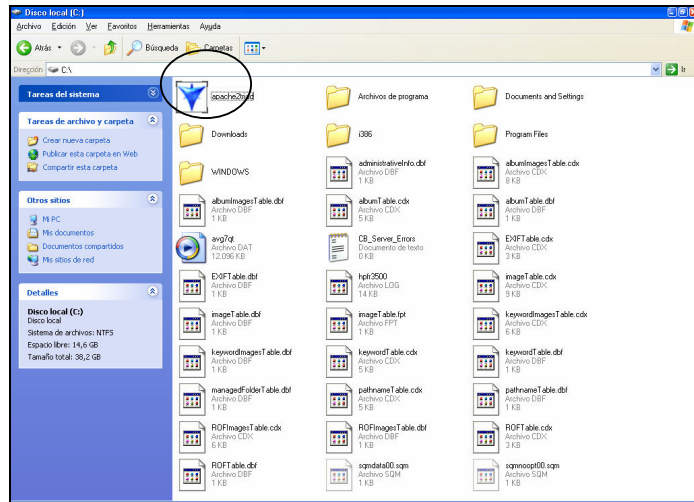 Disco local (C:)
Archivo Edición Ver Favoritos Herramientas Ayuda
Atrás Búsqueda Carpetas
Dirección C:\ Ir
Tareas del sistema
Tareas de archivo y carpeta
Crear nueva carpeta
Publicar esta carpeta en Web
Compartir esta carpeta
Otros sitios
Mi PC
Mis documentos
Documentos compartidos
Mis sitios de red
Detalles
Disco local (C:)
Disco local
Sistema de archivos: NTFS
Espacio libre: 14,6 GB
Tamaño total: 38,2 GB
apache2triad
Archivos de programa
Documents and Settings
Downloads
i386
Program Files
WINDOWS
administrativeInfo.dbf
Archivo DBF
1 KB
albumImagesTable.cdx
Archivo CDX
8 KB
albumImagesTable.dbf
Archivo DBF
1 KB
albumTable.cdx
Archivo CDX
5 KB
albumTable.dbf
Archivo DBF
1 KB
avg7qt
Archivo DAT
12.096 KB
CB_Server_Errors
Documento de texto
0 KB
EXIFTable.cdx
Archivo CDX
3 KB
EXIFTable.dbf
Archivo DBF
1 KB
hpfr3500
Archivo LOG
14 KB
imageTable.cdx
Archivo CDX
9 KB
imageTable.dbf
Archivo DBF
1 KB
imageTable.fpt
Archivo FPT
1 KB
keywordImagesTable.cdx
Archivo CDX
6 KB
keywordImagesTable.dbf
Archivo DBF
1 KB
keywordTable.cdx
Archivo CDX
5 KB
keywordTable.dbf
Archivo DBF
1 KB
managedFolderTable.dbf
Archivo DBF
1 KB
pathnameTable.cdx
Archivo CDX
5 KB
pathnameTable.dbf
Archivo DBF
1 KB
ROFImagesTable.cdx
Archivo CDX
6 KB
ROFImagesTable.dbf
Archivo DBF
1 KB
ROFTable.cdx
Archivo CDX
3 KB
ROFTable.dbf
Archivo DBF
1 KB
sqmdata00.sqm
Archivo SQM
1 KB
sqmnoopt00.sqm
Archivo SQM
1 KB